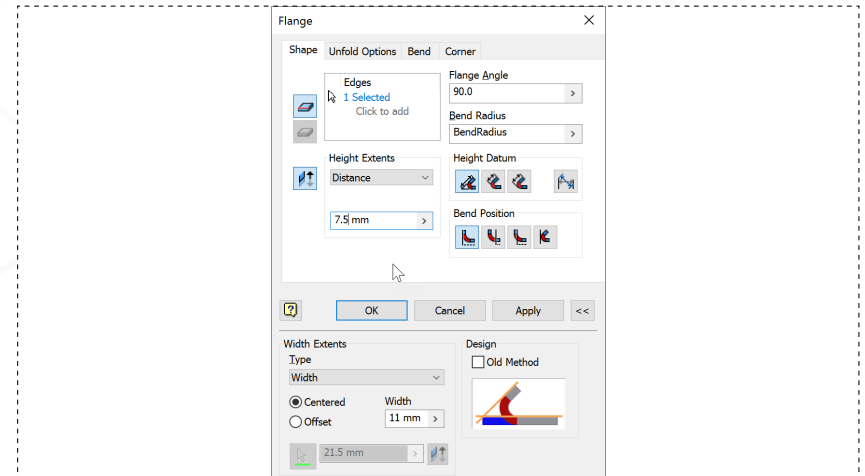 Flange
Shape Unfold Options Bend Corner
Edges
1 Selected
Click to add
Flange Angle
90.0 >
Bend Radius
BendRadius >
Height Extents
Distance
7.5 mm >
Height Datum
Bend Position
? OK Cancel Apply <<
Width Extents
Type
Width
Centered
Offset
Width
11 mm >
21.5 mm >
Design
Old Method